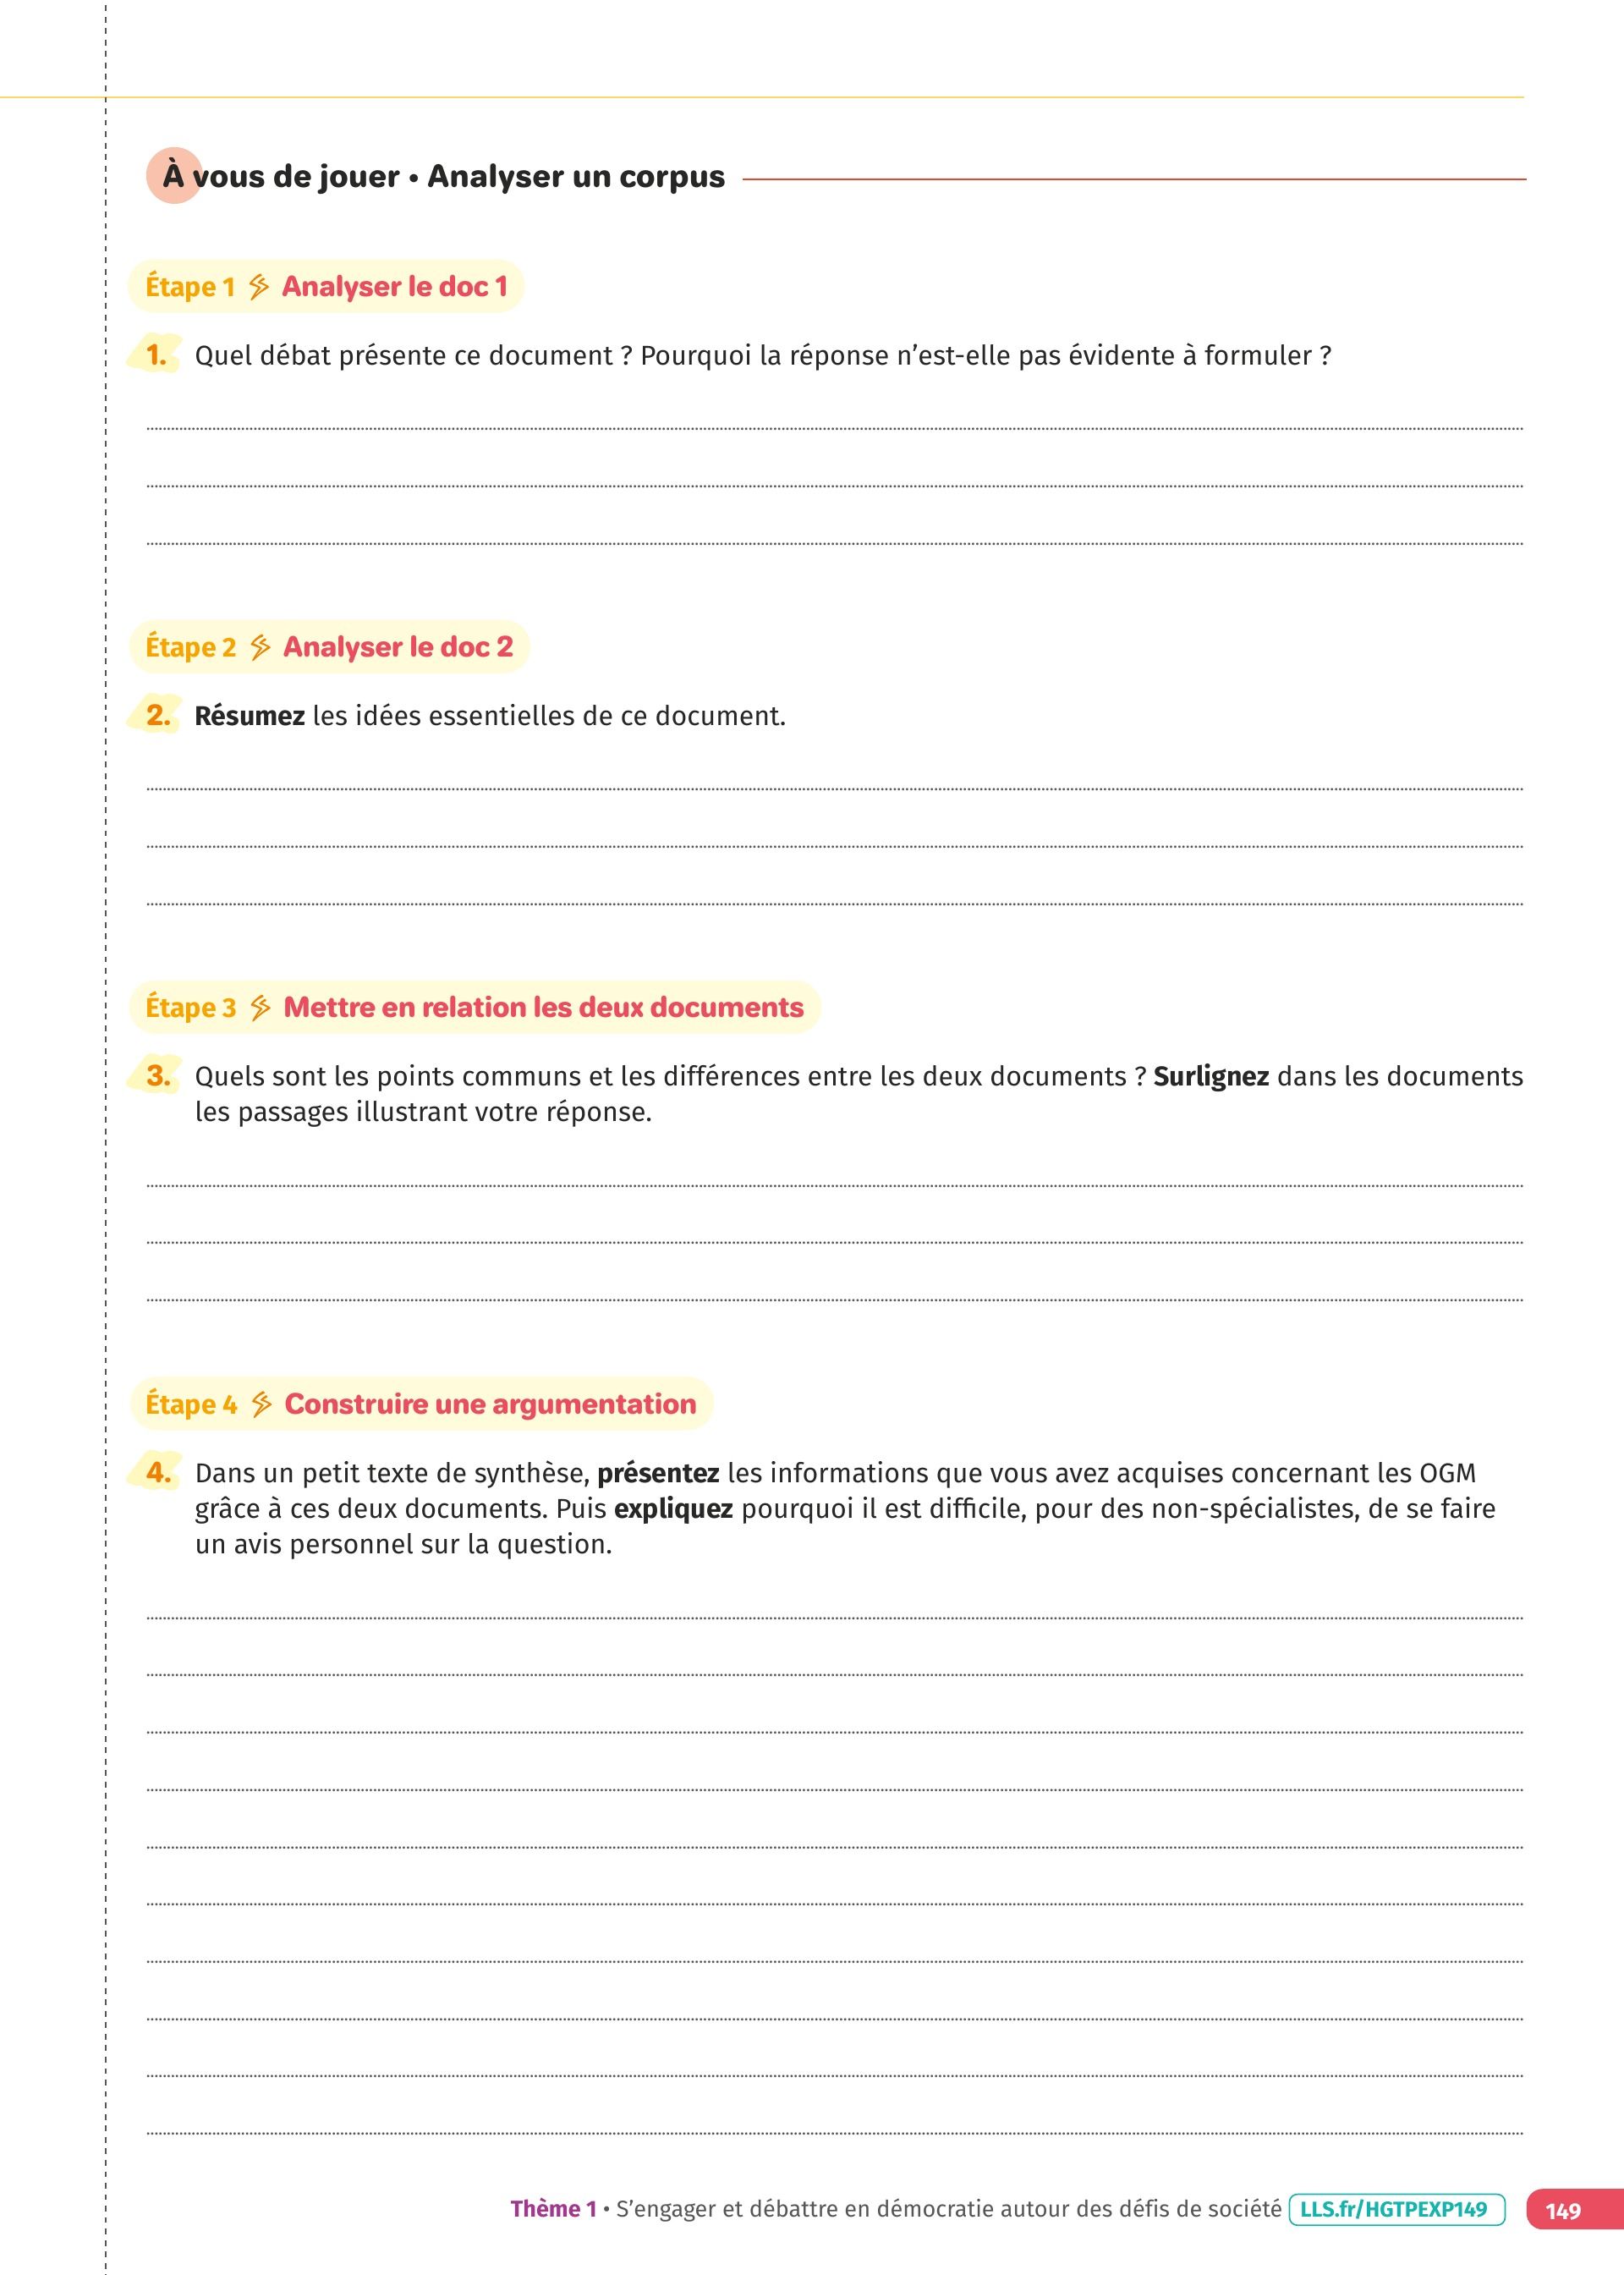 À vous de jouer • Analyser un corpus
Étape 1 Analyser le doc 1
1. Quel débat présente ce document ? Pourquoi la réponse n’est-elle pas évidente à formuler ?
Étape 2 Analyser le doc 2
2. Résumez les idées essentielles de ce document.
Étape 3 Mettre en relation les deux documents
3. Quels sont les points communs et les différences entre les deux documents ? Surlignez dans les documents
les passages illustrant votre réponse.
Étape 4 Construire une argumentation
4. Dans un petit texte de synthèse, présentez les informations que vous avez acquises concernant les OGM
grâce à ces deux documents. Puis expliquez pourquoi il est difficile, pour des non-spécialistes, de se faire
un avis personnel sur la question.
Thème 1 • S’engager et débattre en démocratie autour des défis de société LLS.fr/HGTPEXP149 149